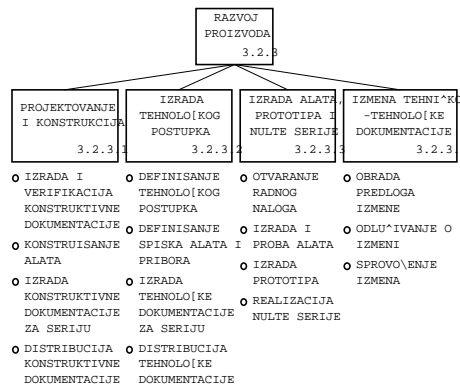 RAZVOJ
PROIZVODA
3.2.3
PROJEKTOVANJE
I KONSTRUKCIJA
3.2.3.1
IZRADA
TEHNOLO[KOG
POSTUPKA
3.2.3.2
IZRADA ALATA,
PROTOTIPA I
NULTE SERIJE
3.2.3.3
IZMENA TEHNI^KO
-TEHNOLO[KE
DOKUMENTACIJE
3.2.3.
IZRADA I
VERIFIKACIJA
KONSTRUKTIVNE
DOKUMENTACIJE
KONSTRUISANJE
ALATA
IZRADA
KONSTRUKTIVNE
DOKUMENTACIJE
ZA SERIJU
DISTRIBUCIJA
KONSTRUKTIVNE
DOKUMENTACIJE
DEFINISANJE
TEHNOLO[KOG
POSTUPKA
DEFINISANJE
SPISKA ALATA I
PRIBORA
IZRADA
TEHNOLO[KE
DOKUMENTACIJE
ZA SERIJU
DISTRIBUCIJA
TEHNOLO[KE
DOKUMENTACIJE
OTVARANJE
RADNOG
NALOGA
IZRADA I
PROBA ALATA
IZRADA
PROTOTIPA
REALIZACIJA
NULTE SERIJE
OBRADA
PREDLOGA
IZMENE
ODLU^IVANJE O
IZMENI
SPROVO\ENJE
IZMENA